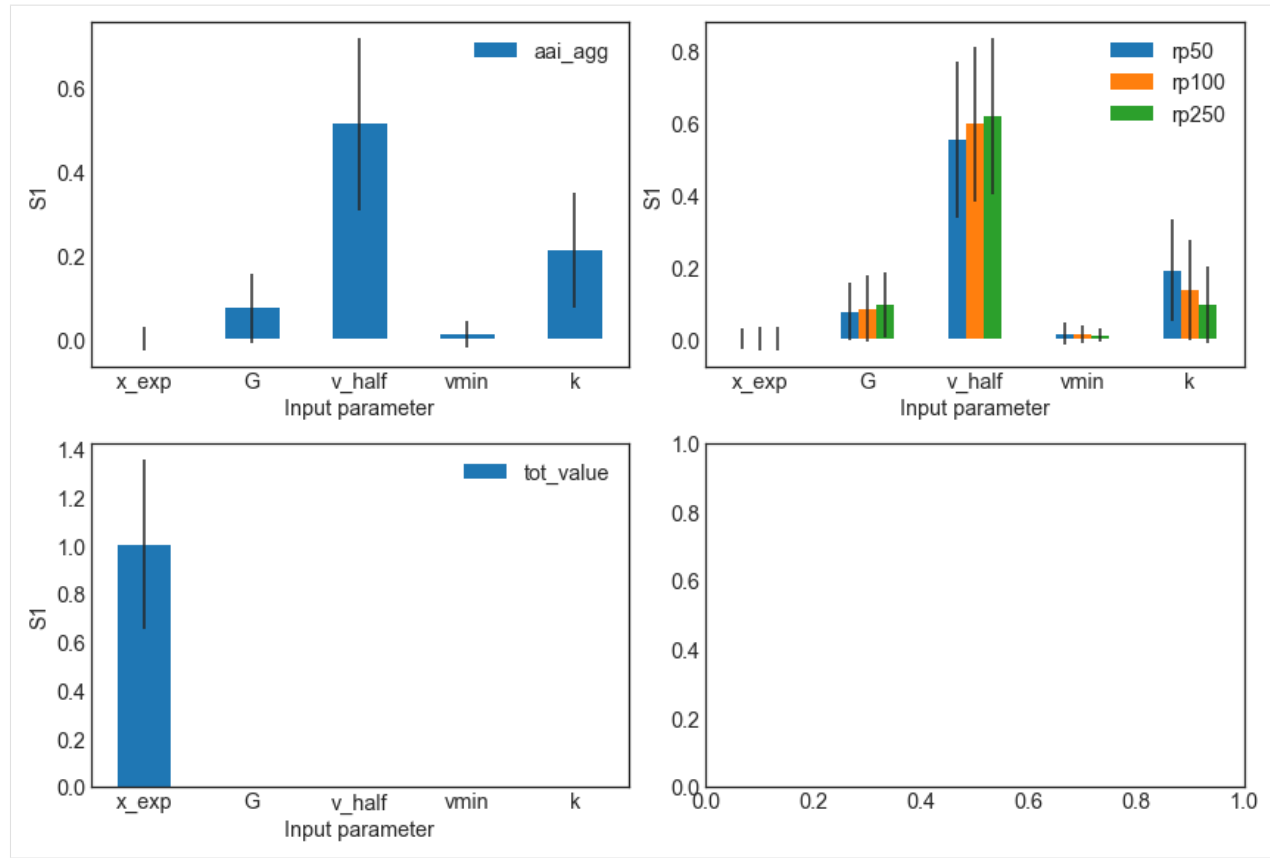 aai_agg
0.6
0.4
0.2
0.0
S1
x_exp G v_half vmin k
Input parameter
rp50
rp100
rp250
0.8
0.6
0.4
0.2
0.0
S1
x_exp G v_half vmin k
Input parameter
tot_value
1.4
1.2
1.0
0.8
0.6
0.4
0.2
0.0
S1
x_exp G v_half vmin k
Input parameter
1.0
0.8
0.6
0.4
0.2
0.0
0.0 0.2 0.4 0.6 0.8 1.0